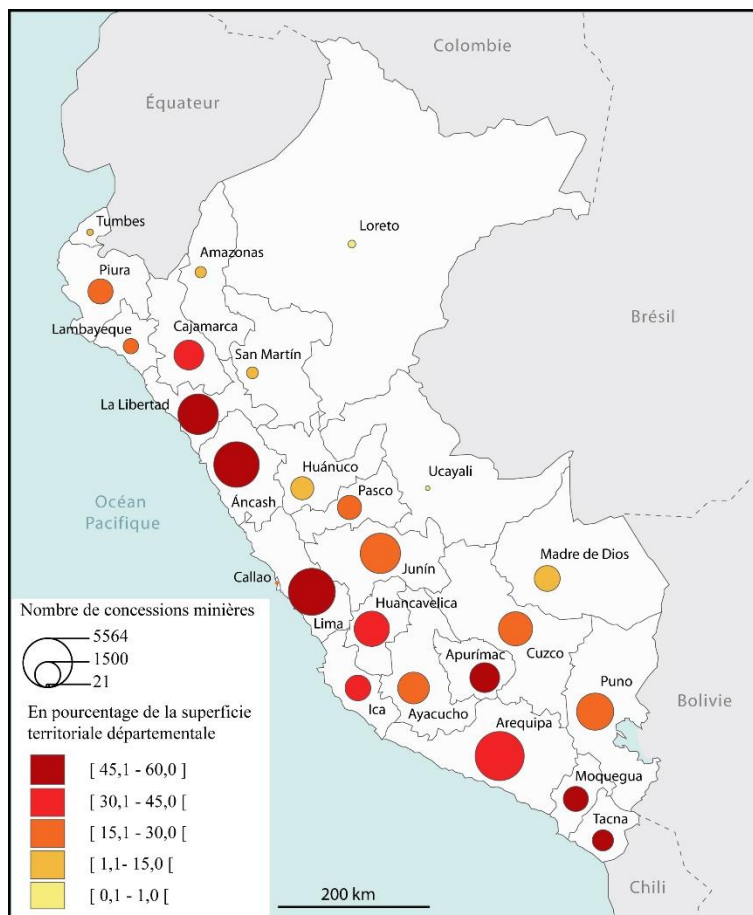 Colombie
Équateur
Tumbes
Loreto
Amazonas
Piura
Brésil
Lambayeque
Cajamarca
San Martín
La Libertad
Huánuco
Ucayali
Pasco
Océan
Pacifique
Áncash
Madre de Dios
Junín
Callao
Nombre de concessions minières
Huancavelica
Lima
5564
1500
21
Apurímac
Cuzco
Puno
Bolivie
Ica
Ayacucho
Arequipa
En pourcentage de la superficie
territoriale départementale
[ 45,1 - 60,0 ]
[ 30,1 - 45,0 [
[ 15,1 - 30,0 [
[ 1,1- 15,0 [
[ 0,1 - 1,0 [
Moquegua
Tacna
200 km
Chili